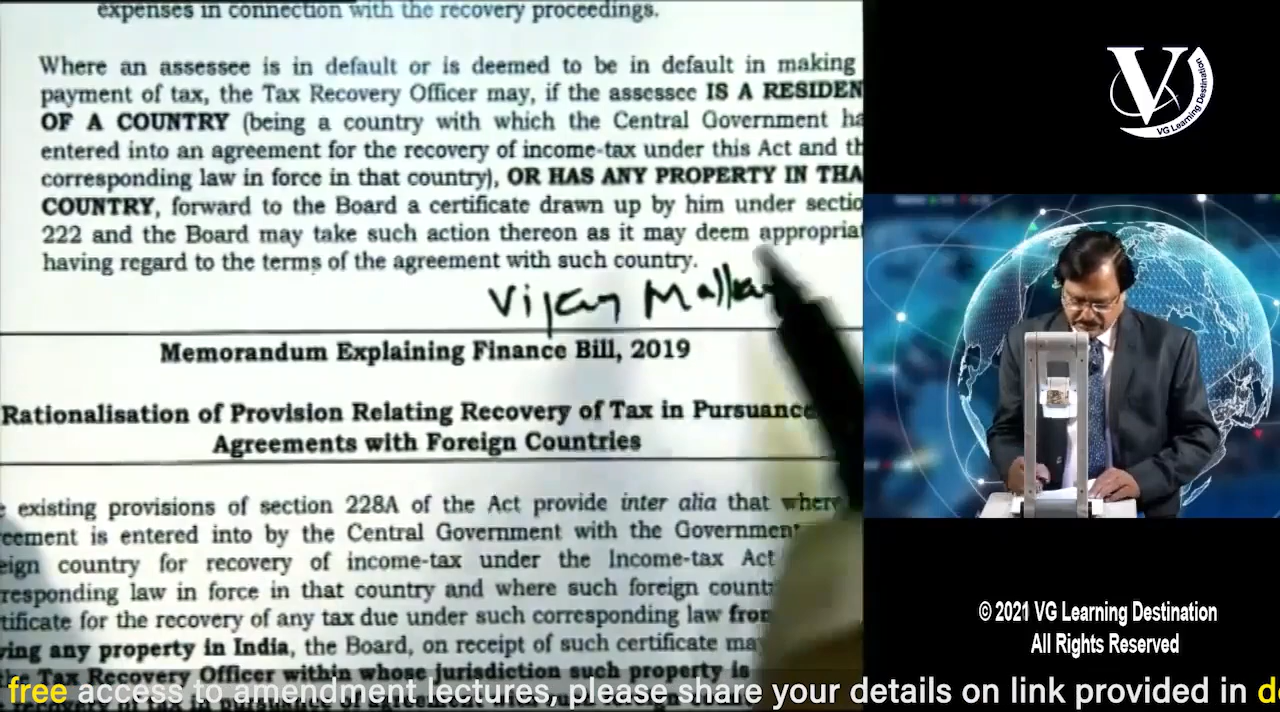 expenses in connection with the recovery proceedings.
Where an assessee is in default or is deemed to be in default in making
payment of tax, the Tax Recovery Officer may, if the assessee IS A RESIDEN
OF A COUNTRY (being a country with which the Central Government ha
entered into an agreement for the recovery of income-tax under this Act and th
corresponding law in force in that country), OR HAS ANY PROPERTY IN THA
COUNTRY, forward to the Board a certificate drawn up by him under sectio
222 and the Board may take such action thereon as it may deem appropriat
having regard to the terms of the agreement with such country.
Vijay
Memorandum Explaining Finance Bill, 2019
Rationalisation of Provision Relating Recovery of Tax in Pursuance
Agreements with Foreign Countries
existing provisions of section 228A of the Act provide inter alia that where
reement is entered into by the Central Government with the Government
eign country for recovery of income-tax under the Income-tax Act
responding law in force in that country and where such foreign count
tificate for the recovery of any tax due under such corresponding law from
ving any property in India, the Board, on receipt of such certificate may
Tax Recovery Officer within whose jurisdiction such property is
free access to amendment lectures, please share your details on link provided in d
V
VG Learning Destination
© 2021 VG Learning Destination
All Rights Reserved